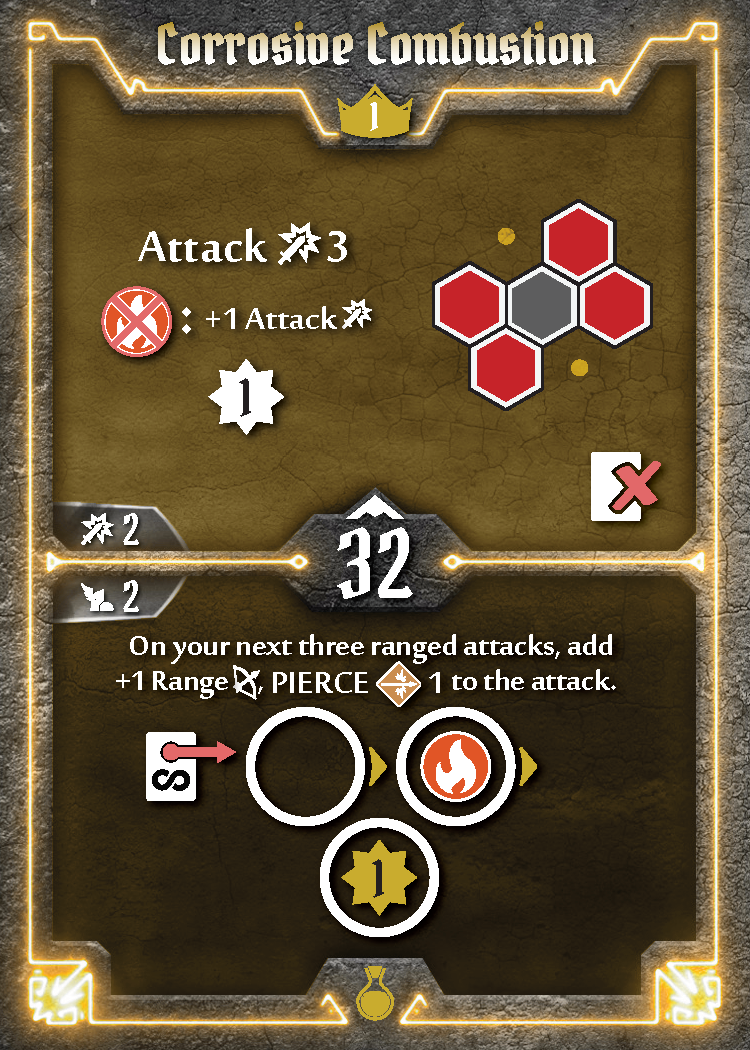 Corrosive Combustion
1
Attack 3
: +1 Attack
1
2
32
2
On your next three ranged attacks, add
+1 Range , PIERCE 1 to the attack.
S
1